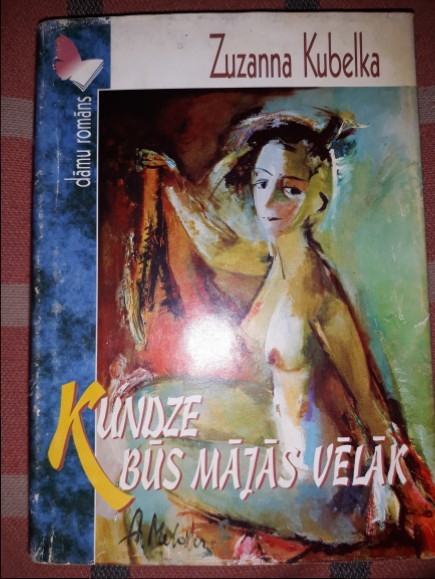 Zuzanna Kubelka
dāmu romāns
KUNDZE
BŪS MĀJĀS VĒLĀK